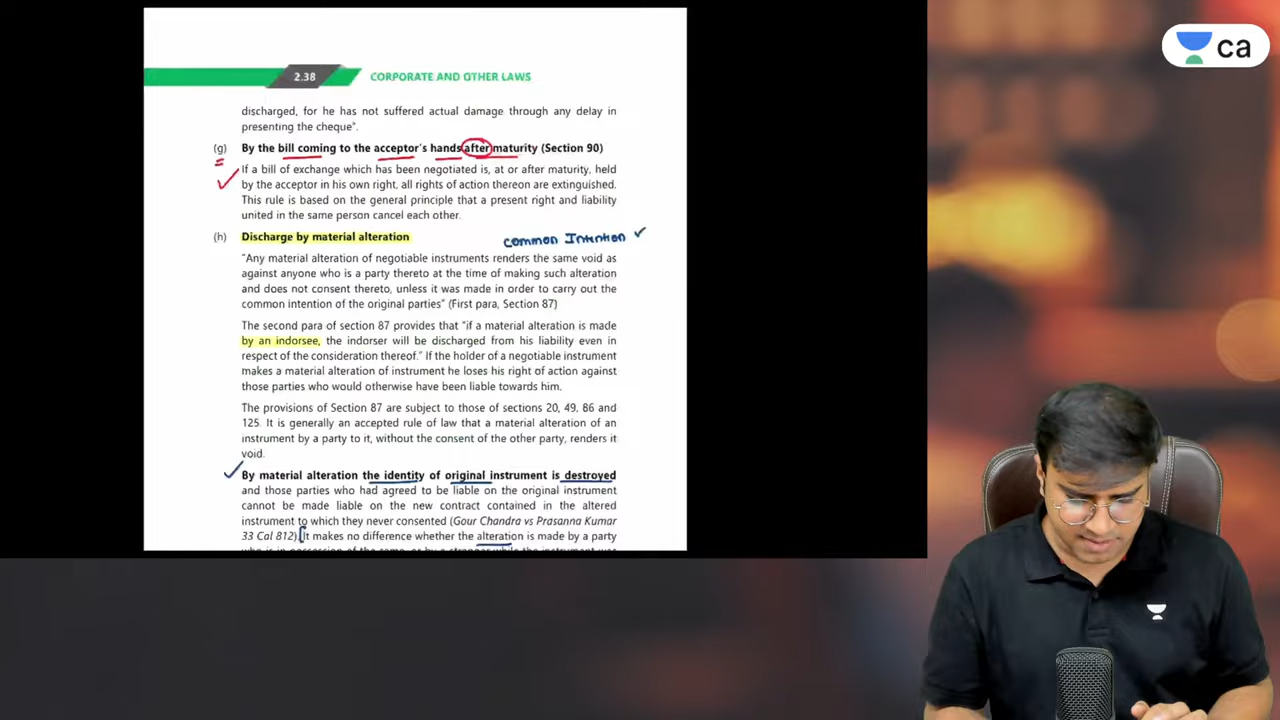 ca
2.38 CORPORATE AND OTHER LAWS
discharged, for he has not suffered actual damage through any delay in
presenting the cheque".
(g) By the bill coming to the acceptor's hands after maturity (Section 90)
If a bill of exchange which has been negotiated is, at or after maturity, held
by the acceptor in his own right, all rights of action thereon are extinguished.
This rule is based on the general principle that a present right and liability
united in the same person cancel each other.
(h) Discharge by material alteration
common Intention
"Any material alteration of negotiable instruments renders the same void as
against anyone who is a party thereto at the time of making such alteration
and does not consent thereto, unless it was made in order to carry out the
common intention of the original parties" (First para, Section 87)
The second para of section 87 provides that "if a material alteration is made
by an indorsee, the indorser will be discharged from his liability even in
respect of the consideration thereof." If the holder of a negotiable instrument
makes a material alteration of instrument he loses his right of action against
those parties who would otherwise have been liable towards him.
The provisions of Section 87 are subject to those of sections 20, 49, 86 and
125. It is generally an accepted rule of law that a material alteration of an
instrument by a party to it, without the consent of the other party, renders it
void.
By material alteration the identity of original instrument is destroyed
and those parties who had agreed to be liable on the original instrument
cannot be made liable on the new contract contained in the altered
instrument to which they never consented (Gour Chandra vs Prasanna Kumar
33 Cal 812). It makes no difference whether the alteration is made by a party